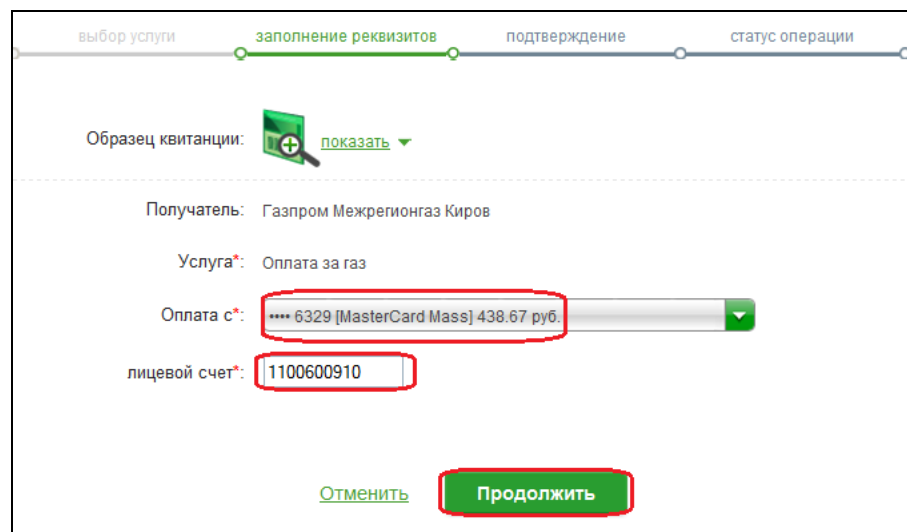 выбор услуги заполнение реквизитов подтверждение статус операции
Образец квитанции: показать
Получатель: Газпром Межрегионгаз Киров
Услуга*: Оплата за газ
Оплата с*: •••• 6329 [MasterCard Mass] 438.67 руб.
лицевой счет*: 1100600910
Отменить Продолжить